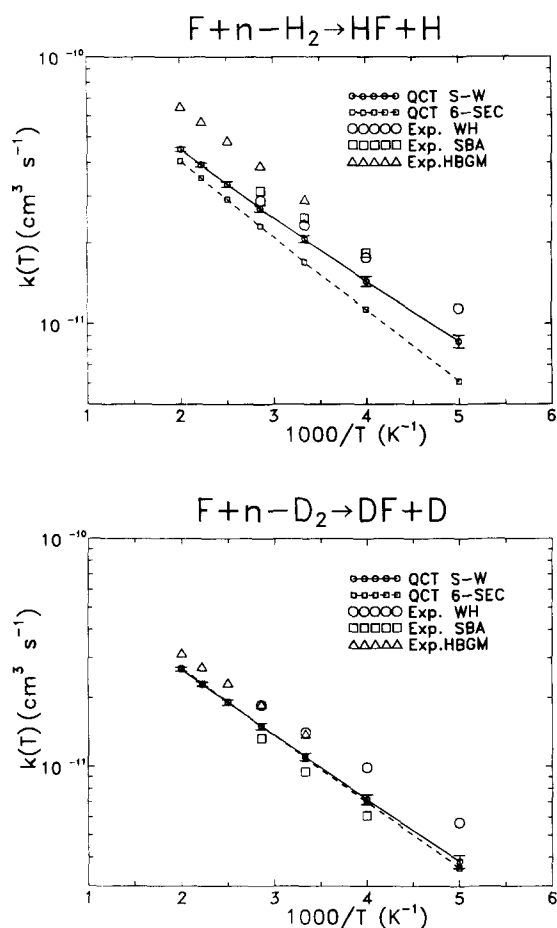 F+n−H₂→HF+H
10⁻¹⁰
QCT S−W
QCT 6−SEC
Exp. WH
Exp. SBA
Exp.HBGM
k(T)(cm³ s⁻¹)
10⁻¹¹
1 2 3 4 5 6
1000/T (K⁻¹)
F+n−D₂→DF+D
10⁻¹⁰
QCT S−W
QCT 6−SEC
Exp. WH
Exp. SBA
Exp.HBGM
k(T)(cm³ s⁻¹)
10⁻¹¹
1 2 3 4 5 6
1000/T (K⁻¹)